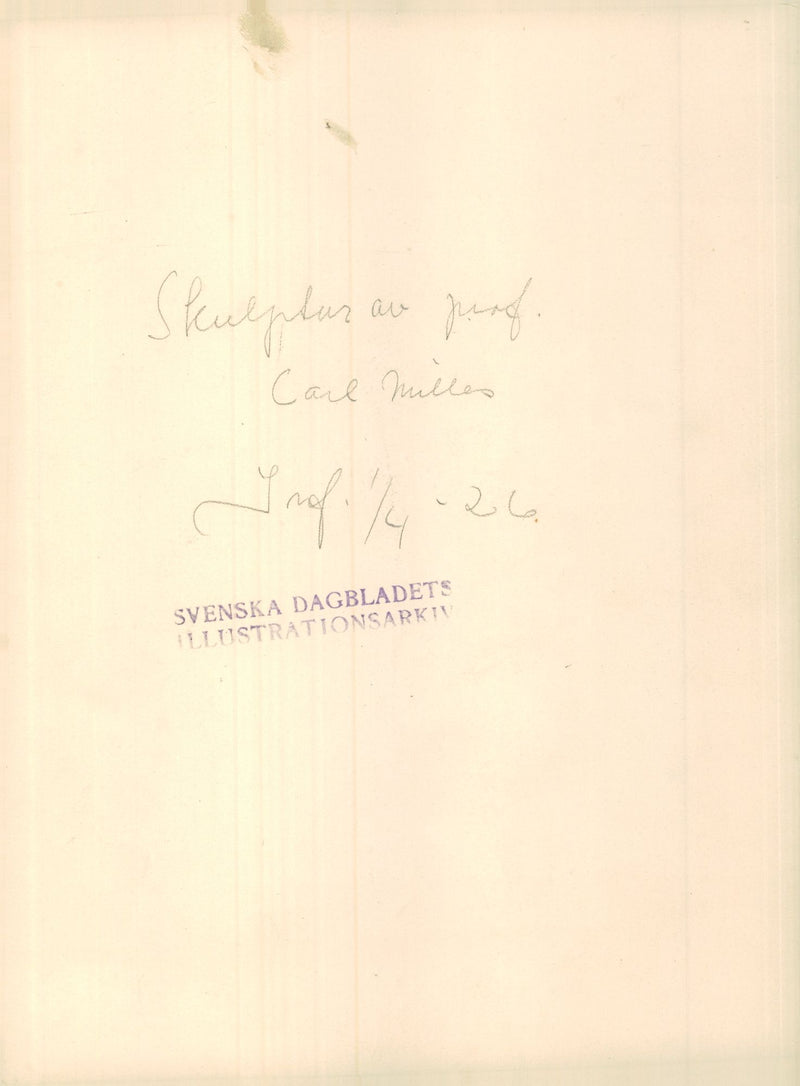 Skulptur av prof.
Carl Milles
Inf. 1/4 - 26.
SVENSKA DAGBLADETS
ILLUSTRATIONSARKIV